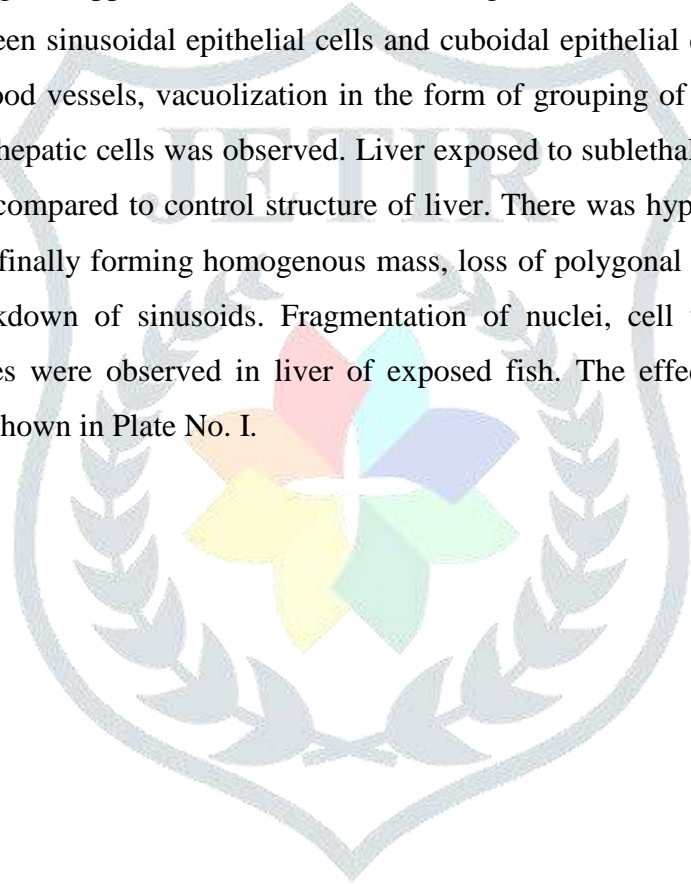 een sinusoidal epithelial cells and cuboidal epithelial
ood vessels, vacuolization in the form of grouping of
hepatic cells was observed. Liver exposed to sublethal
compared to control structure of liver. There was hyp
finally forming homogenous mass, loss of polygonal
kdown of sinusoids. Fragmentation of nuclei, cell
es were observed in liver of exposed fish. The effe
hown in Plate No. I.
JETIR